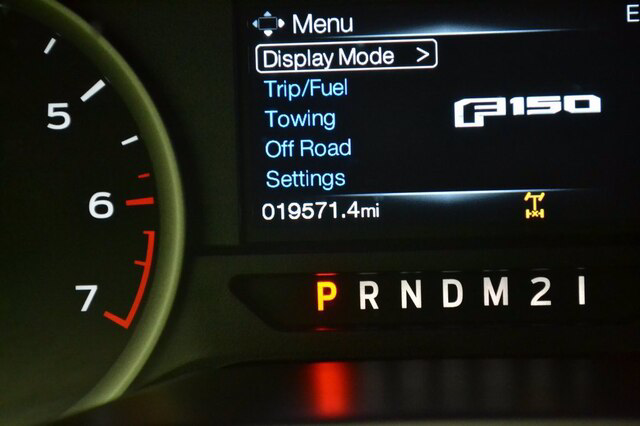 Menu
Display Mode >
Trip/Fuel
Towing
Off Road
Settings
F150
019571.4mi
E
5
6
7
P R N D M 2 1